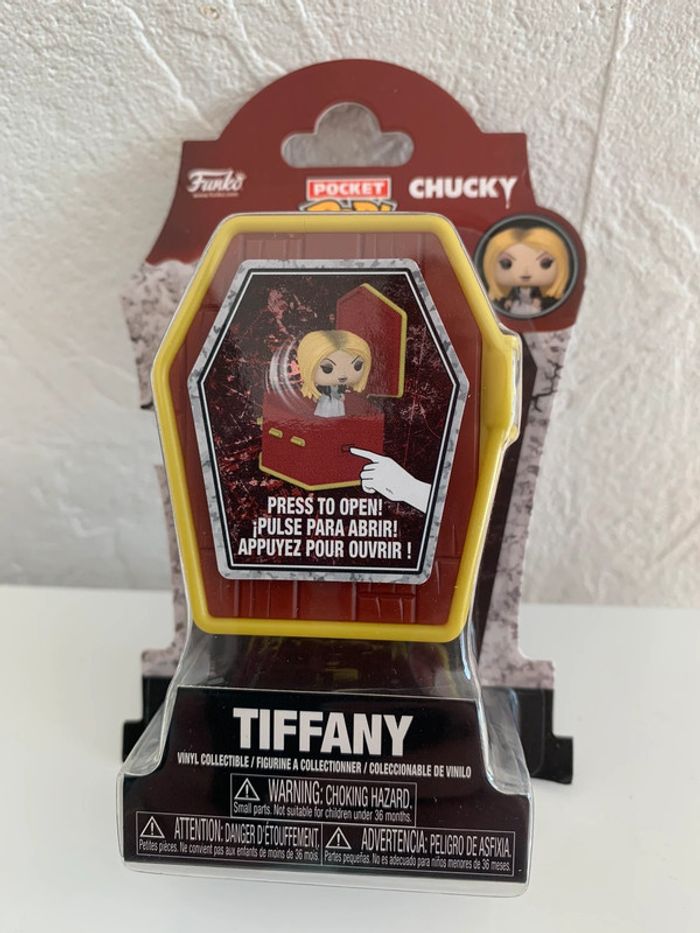 Funko
POCKET CHUCKY
PRESS TO OPEN!
¡PULSE PARA ABRIR!
APPUYEZ POUR OUVRIR !
TIFFANY
VINYL COLLECTIBLE / FIGURINE A COLLECTIONNER / COLECCIONABLE DE VINILO
WARNING: CHOKING HAZARD.
Small parts. Not suitable for children under 36 months.
ATTENTION: DANGER D'ÉTOUFFEMENT.
Petites pièces. Ne convient pas aux enfants de moins de 36 mois.
ADVERTENCIA: PELIGRO DE ASFIXIA.
Partes pequeñas. No es adecuado para niños menores de 36 meses.